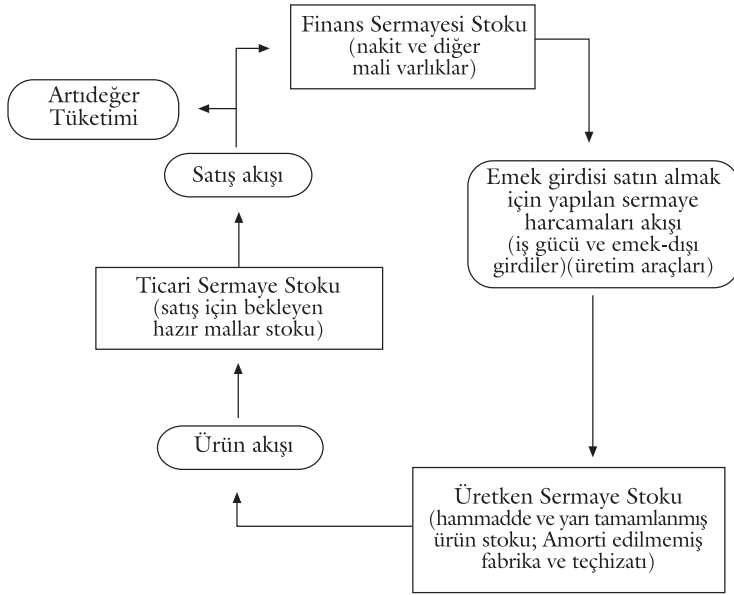 Finans Sermayesi Stoku
(nakit ve diğer
mali varlıklar)
Artıdeğer
Tüketimi
Satış akışı
Emek girdisi satın almak
için yapılan sermaye
harcamaları akışı
(iş gücü ve emek-dışı
girdiler)(üretim araçları)
Ticari Sermaye Stoku
(satış için bekleyen
hazır mallar stoku)
Ürün akışı
Üretken Sermaye Stoku
(hammadde ve yarı tamamlanmış
ürün stoku; Amorti edilmemiş
fabrika ve teçhizatı)